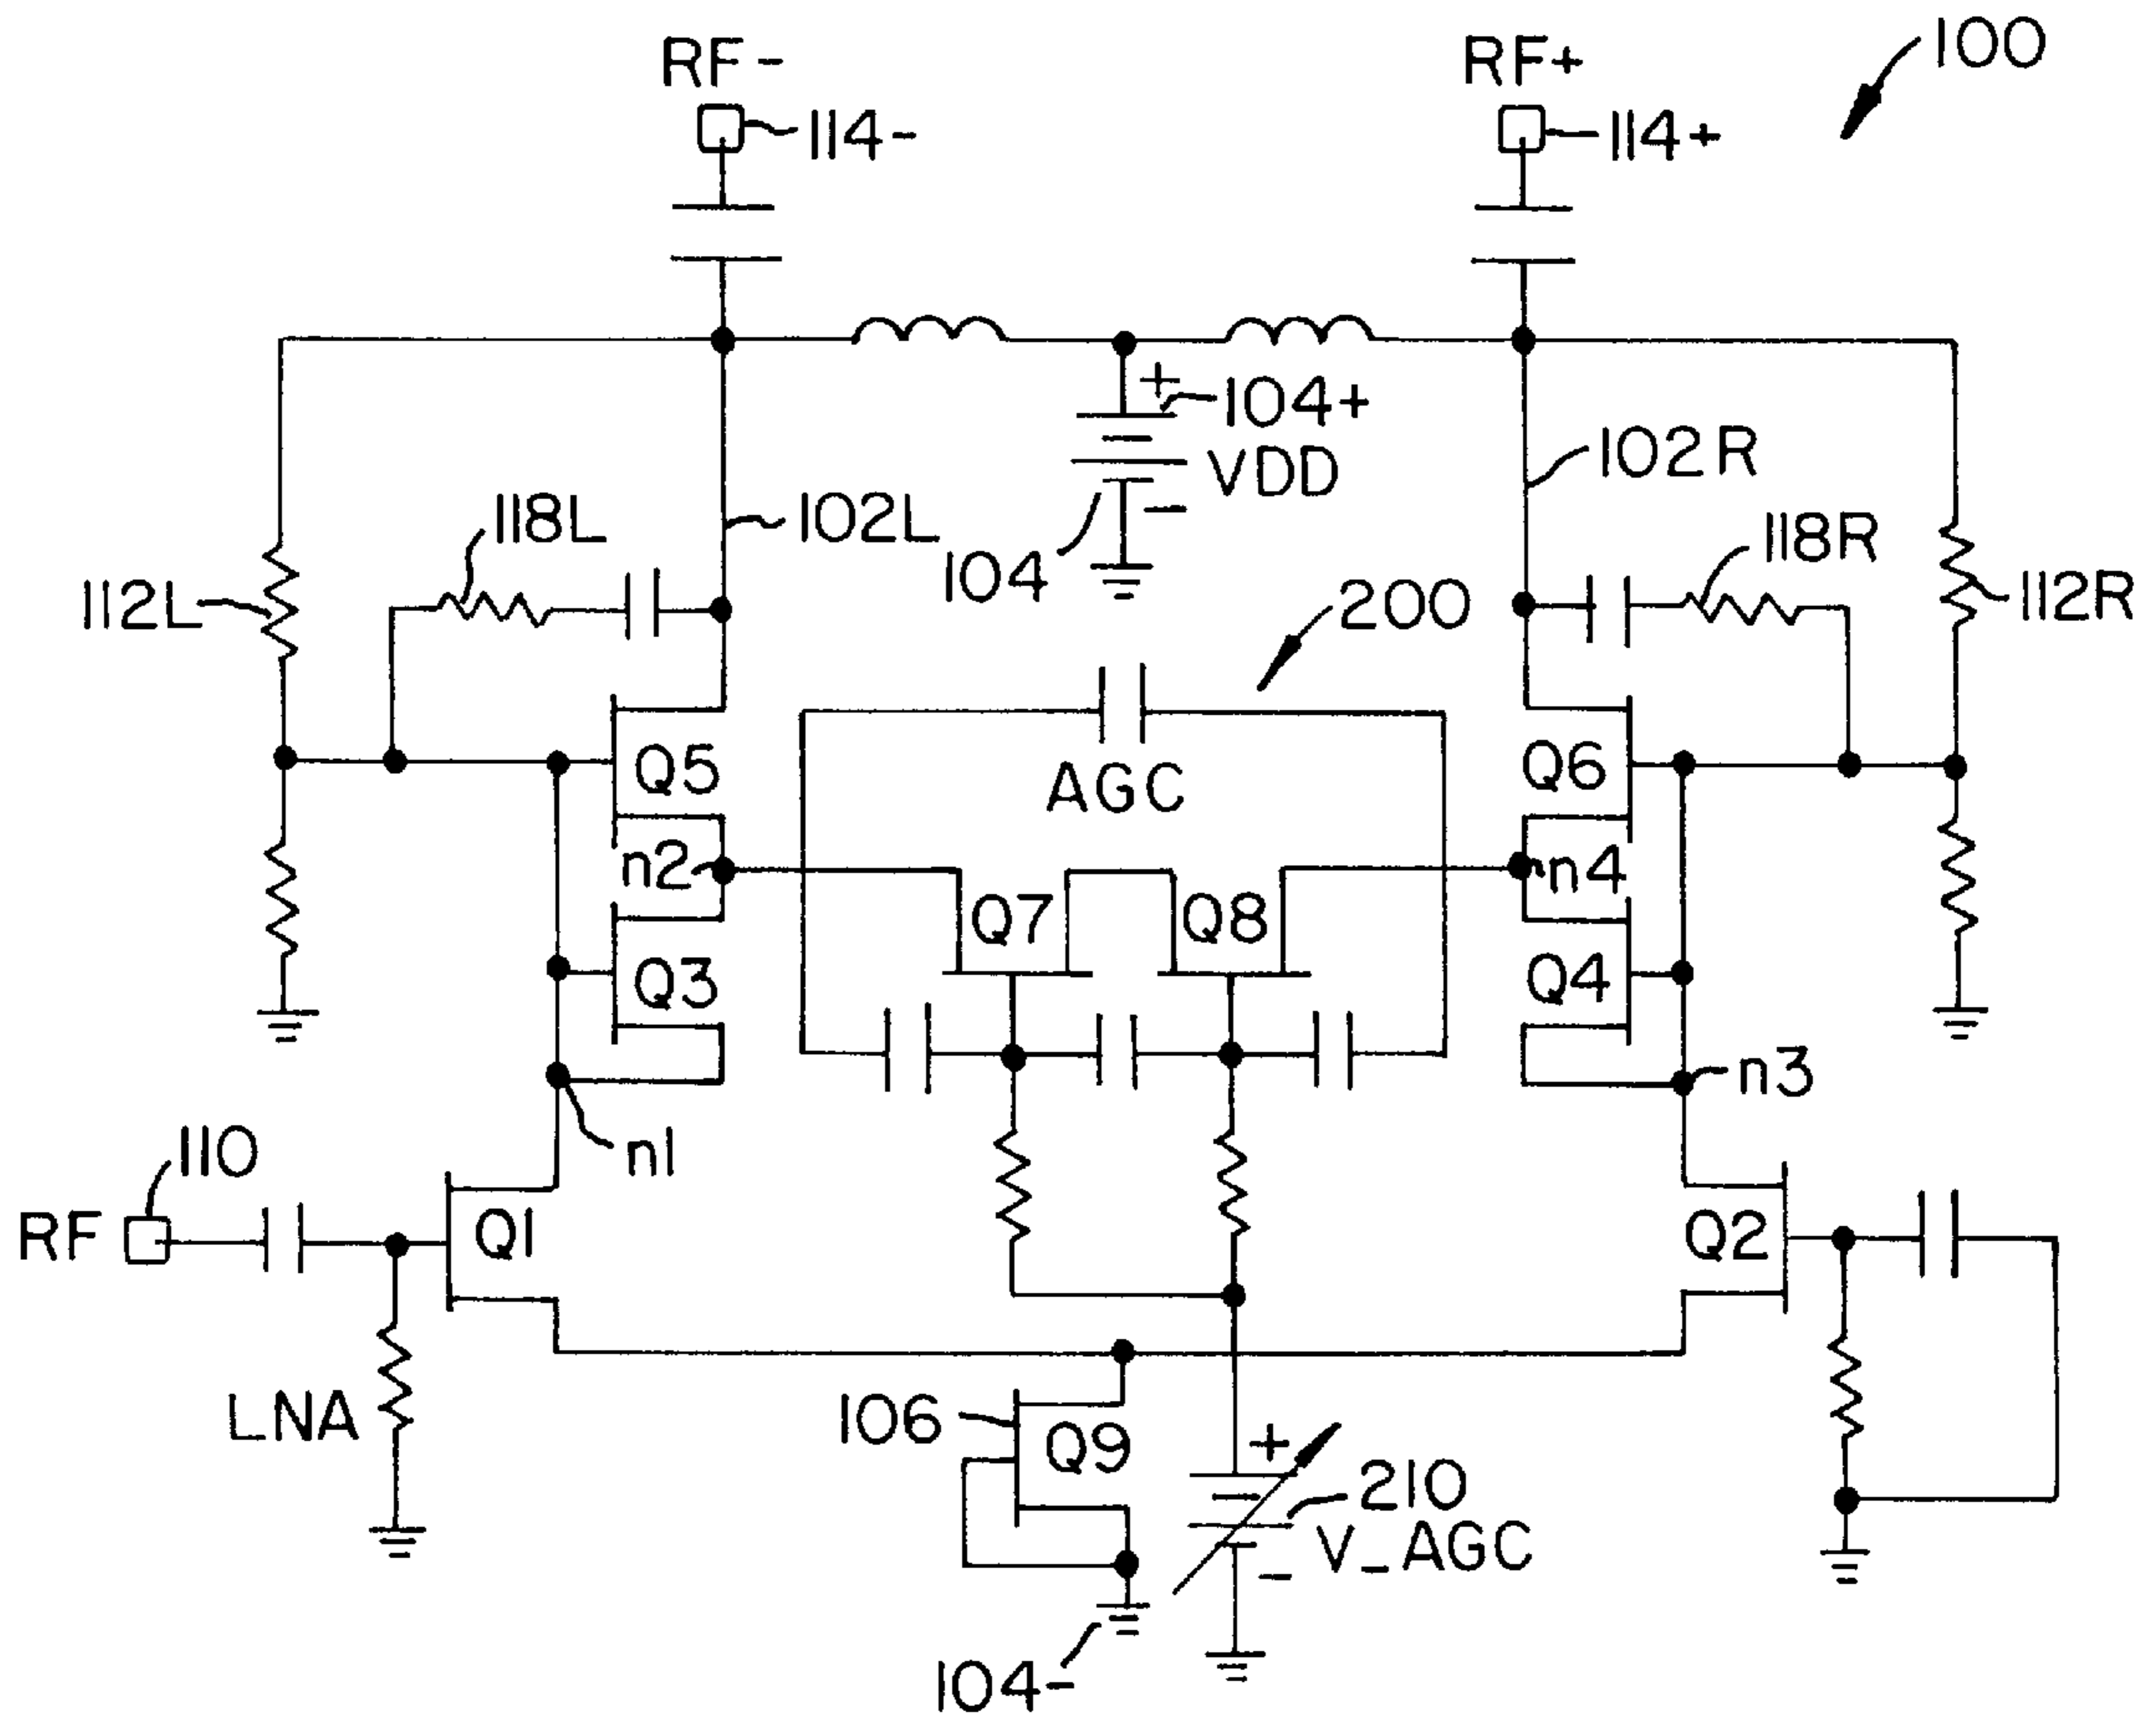 RF-
RF+
100
114-
114+
104+
VDD
102R
118L
102L
104
118R
112L
200
112R
Q5
AGC
Q6
n2
n4
Q7
Q8
Q3
Q4
n3
n1
110
RF
Q1
Q2
LNA
106
Q9
+
210
V_AGC
-
104-
+
-